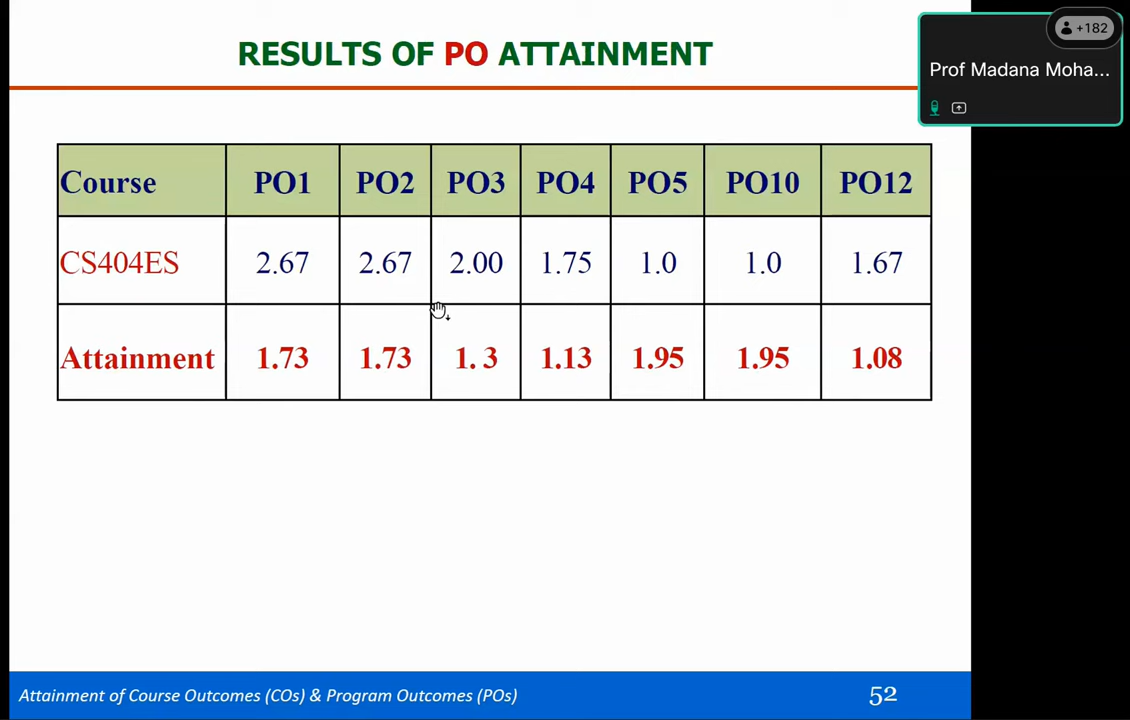 RESULTS OF PO ATTAINMENT
+182
Prof Madana Moha...
Course PO1 PO2 PO3 PO4 PO5 PO10 PO12
CS404ES 2.67 2.67 2.00 1.75 1.0 1.0 1.67
Attainment 1.73 1.73 1. 3 1.13 1.95 1.95 1.08
Attainment of Course Outcomes (COs) & Program Outcomes (POs) 52